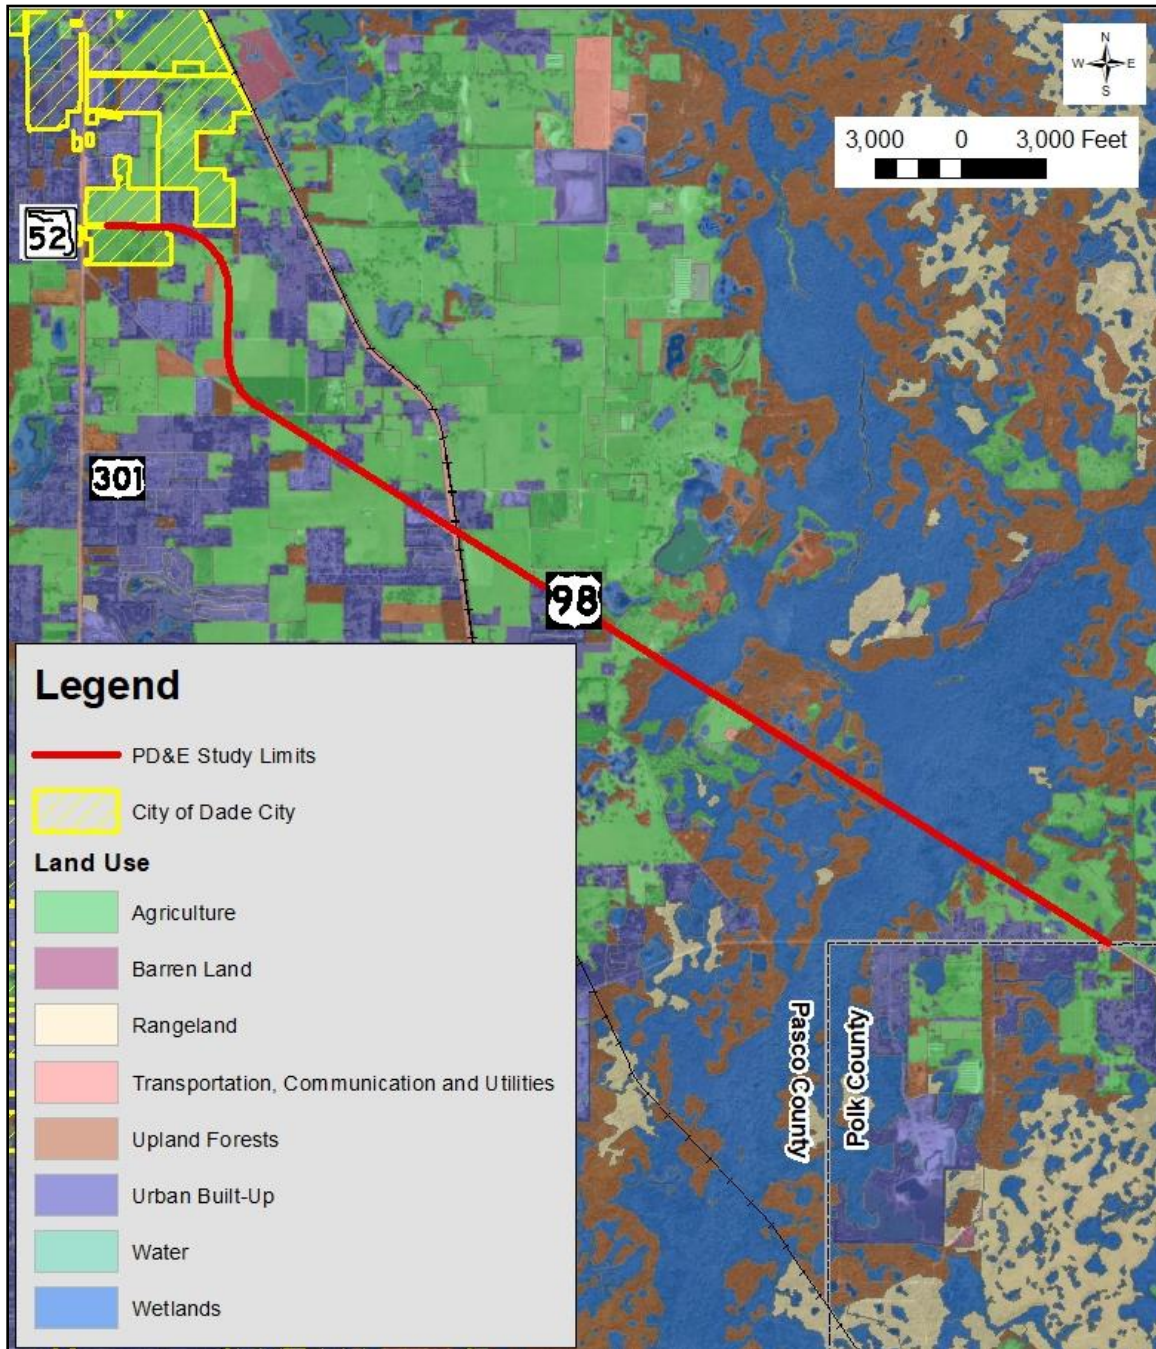 N
W E
S
3,000 0 3,000 Feet
52
301
98
Legend
PD&E Study Limits
City of Dade City
Land Use
Agriculture
Barren Land
Rangeland
Transportation, Communication and Utilities
Upland Forests
Urban Built-Up
Water
Wetlands
Pasco County
Polk County